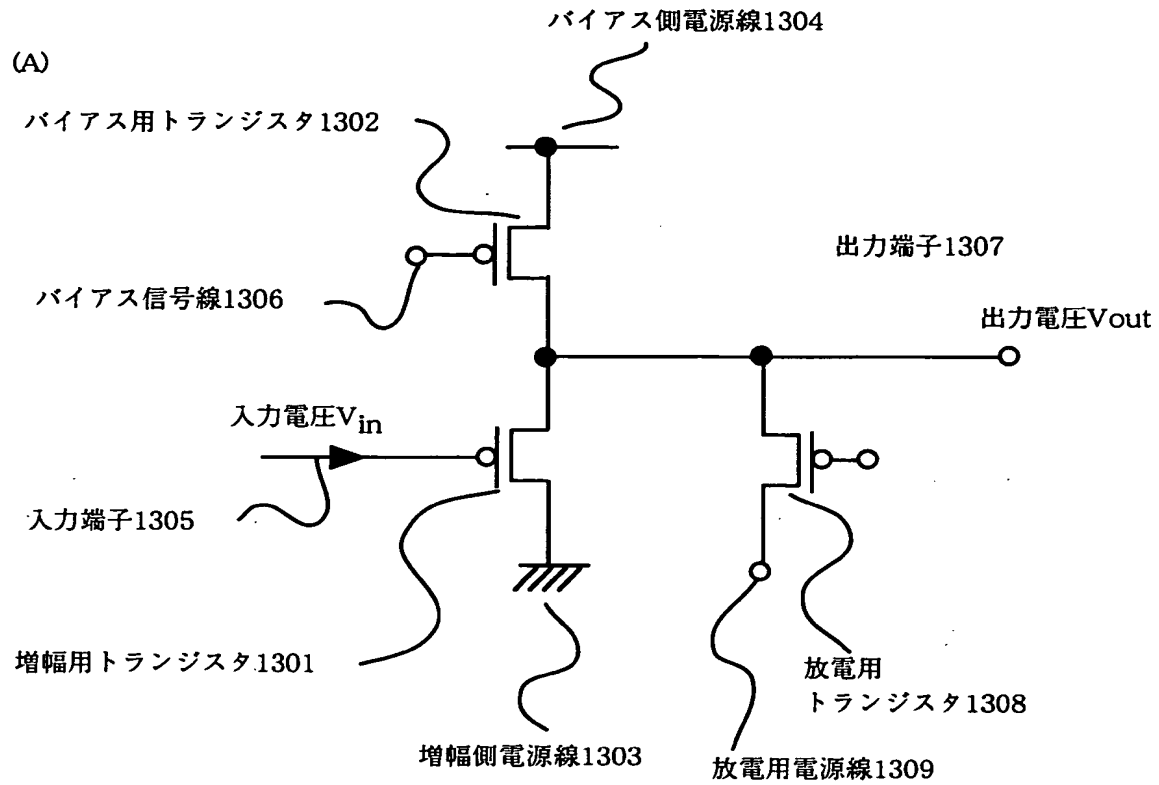 バイアス側電源線1304
(A)
バイアス用トランジスタ1302
出力端子1307
バイアス信号線1306
出力電圧Vout
入力電圧Vin
入力端子1305
増幅用トランジスタ1301
放電用
トランジスタ1308
増幅側電源線1303
放電用電源線1309